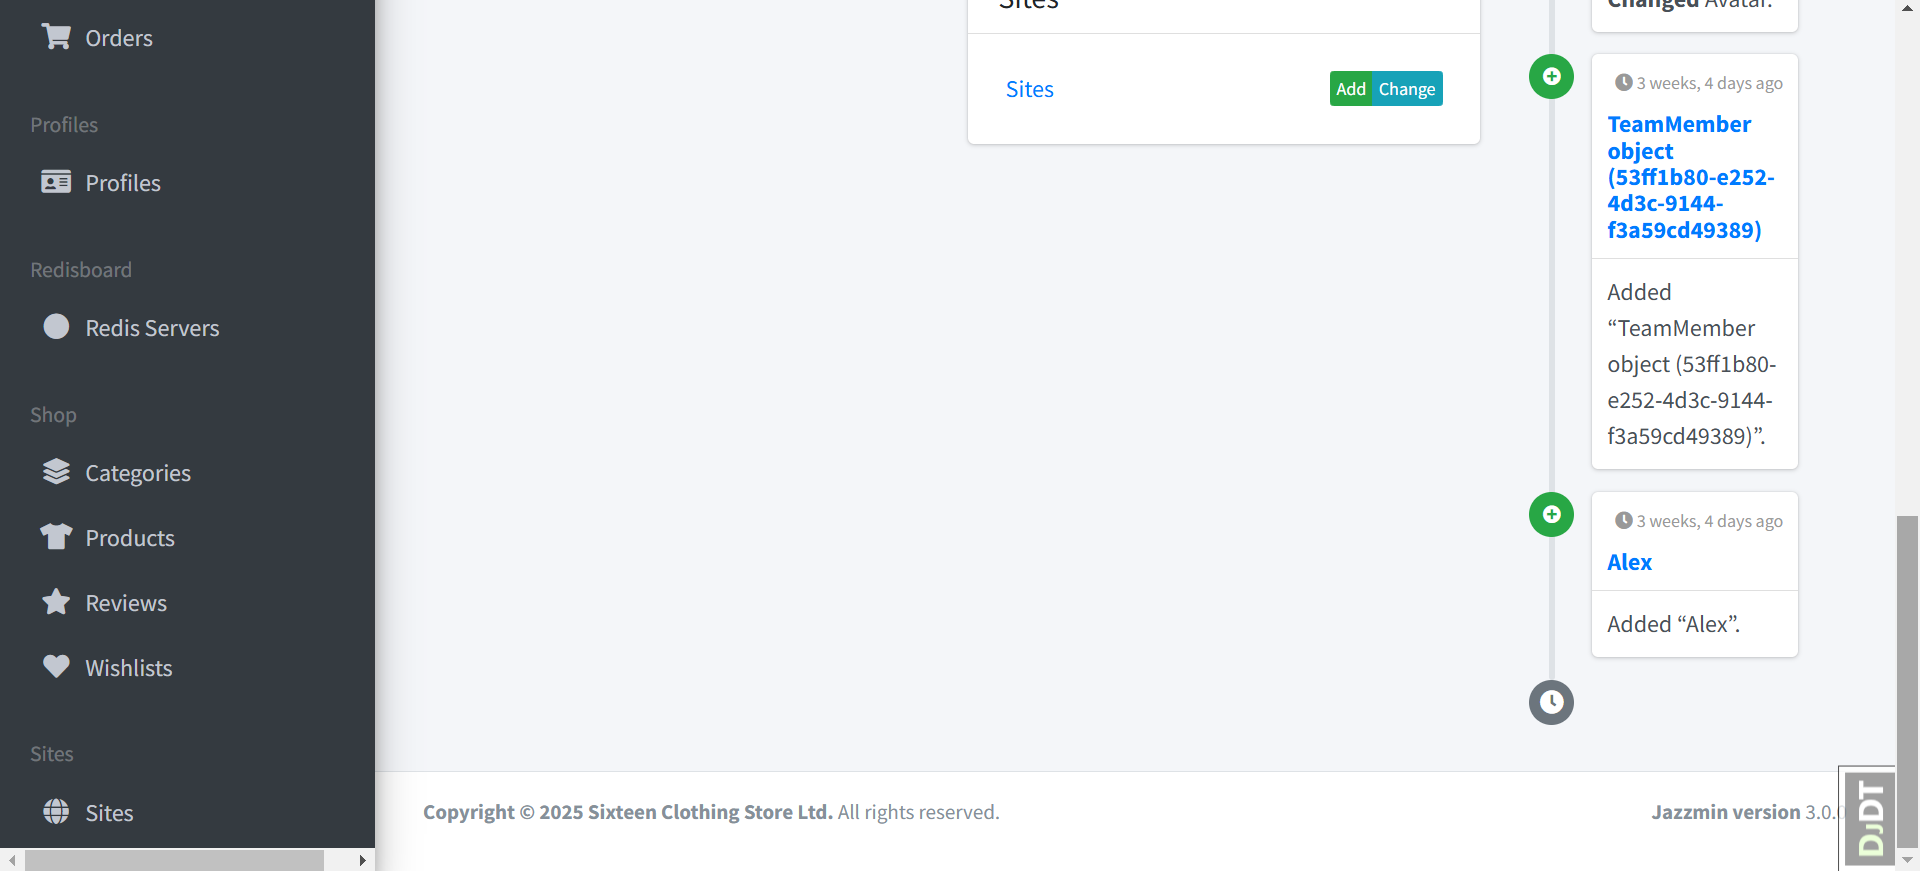 Orders
Profiles
Profiles
Redisboard
Redis Servers
Shop
Categories
Products
Reviews
Wishlists
Sites
Sites
Sites
Sites
Add Change
Changed Avatar.
3 weeks, 4 days ago
TeamMember
object
(53ff1b80-e252-
4d3c-9144-
f3a59cd49389)
Added
“TeamMember
object (53ff1b80-
e252-4d3c-9144-
f3a59cd49389)”.
3 weeks, 4 days ago
Alex
Added “Alex”.
Copyright © 2025 Sixteen Clothing Store Ltd. All rights reserved.
Jazzmin version 3.0.0
DJDT